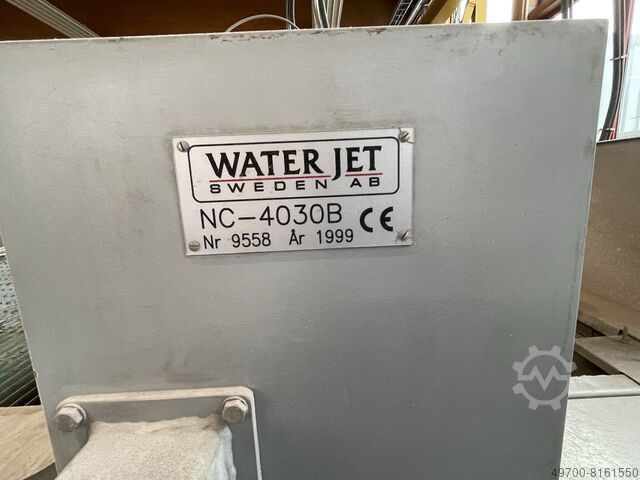 WATER JET
SWEDEN AB
NC-4030B CE
Nr 9558 År 1999
49700-8161550